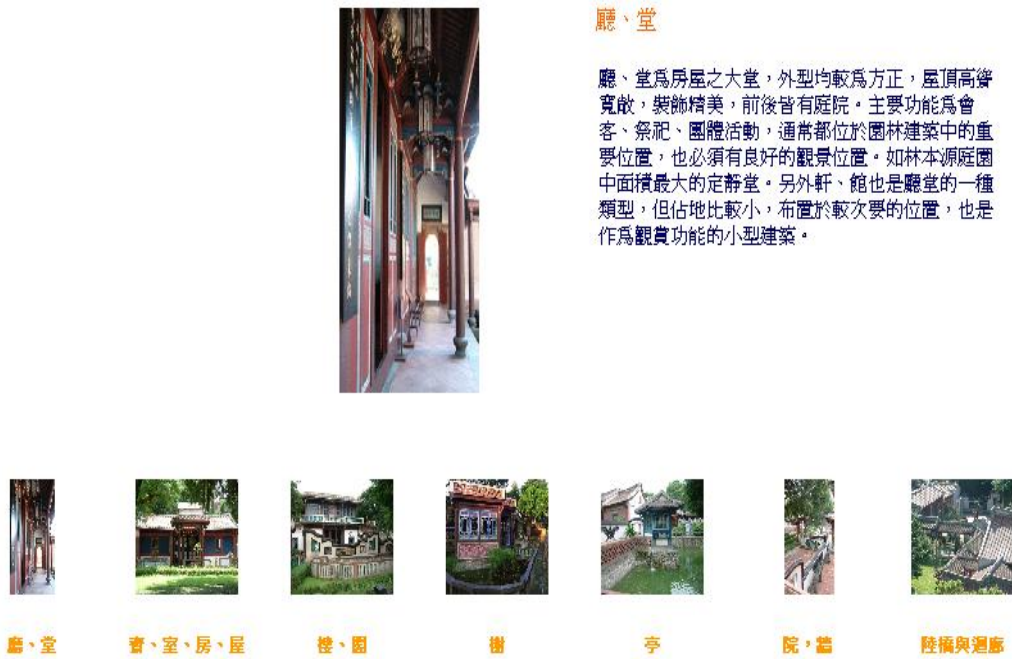 廳、堂
廳、堂為房屋之大堂，外型均較為方正，屋頂高聳
寬敞，裝飾精美，前後皆有庭院。主要功能為會
客、祭祀、團體活動，通常都位於園林建築中的重
要位置，也必須有良好的觀景位置。如林本源庭園
中面積最大的定靜堂。另外軒、館也是廳堂的一種
類型，但佔地比較小，布置於較次要的位置，也是
作為觀賞功能的小型建築。
廳、堂
齋、室、房、屋
樓、閣
榭
亭
院，牆
陸橋與迴廊